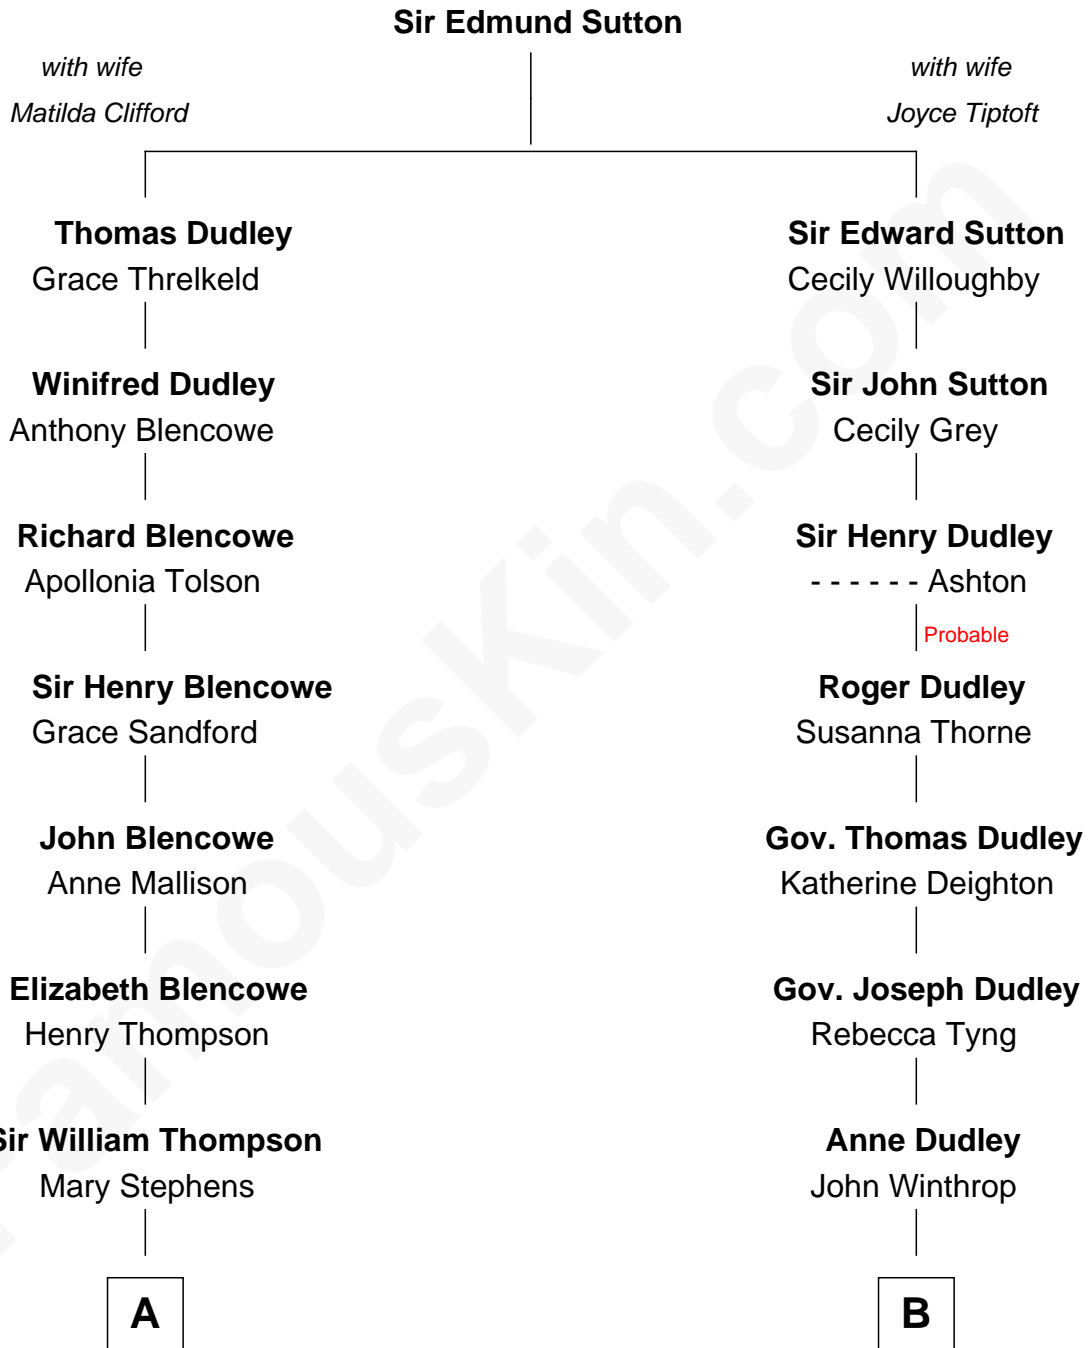 Sir Edmund Sutton
with wife
Matilda Clifford
with wife
Joyce Tiptoft
Thomas Dudley
Grace Threlkeld
Sir Edward Sutton
Cecily Willoughby
Winifred Dudley
Anthony Blencowe
Sir John Sutton
Cecily Grey
Richard Blencowe
Apollonia Tolson
Sir Henry Dudley
- - - - - - Ashton
Probable
Sir Henry Blencowe
Grace Sandford
Roger Dudley
Susanna Thorne
John Blencowe
Anne Mallison
Gov. Thomas Dudley
Katherine Deighton
Elizabeth Blencowe
Henry Thompson
Gov. Joseph Dudley
Rebecca Tyng
Sir William Thompson
Mary Stephens
Anne Dudley
John Winthrop
A
B
FamousKin.com